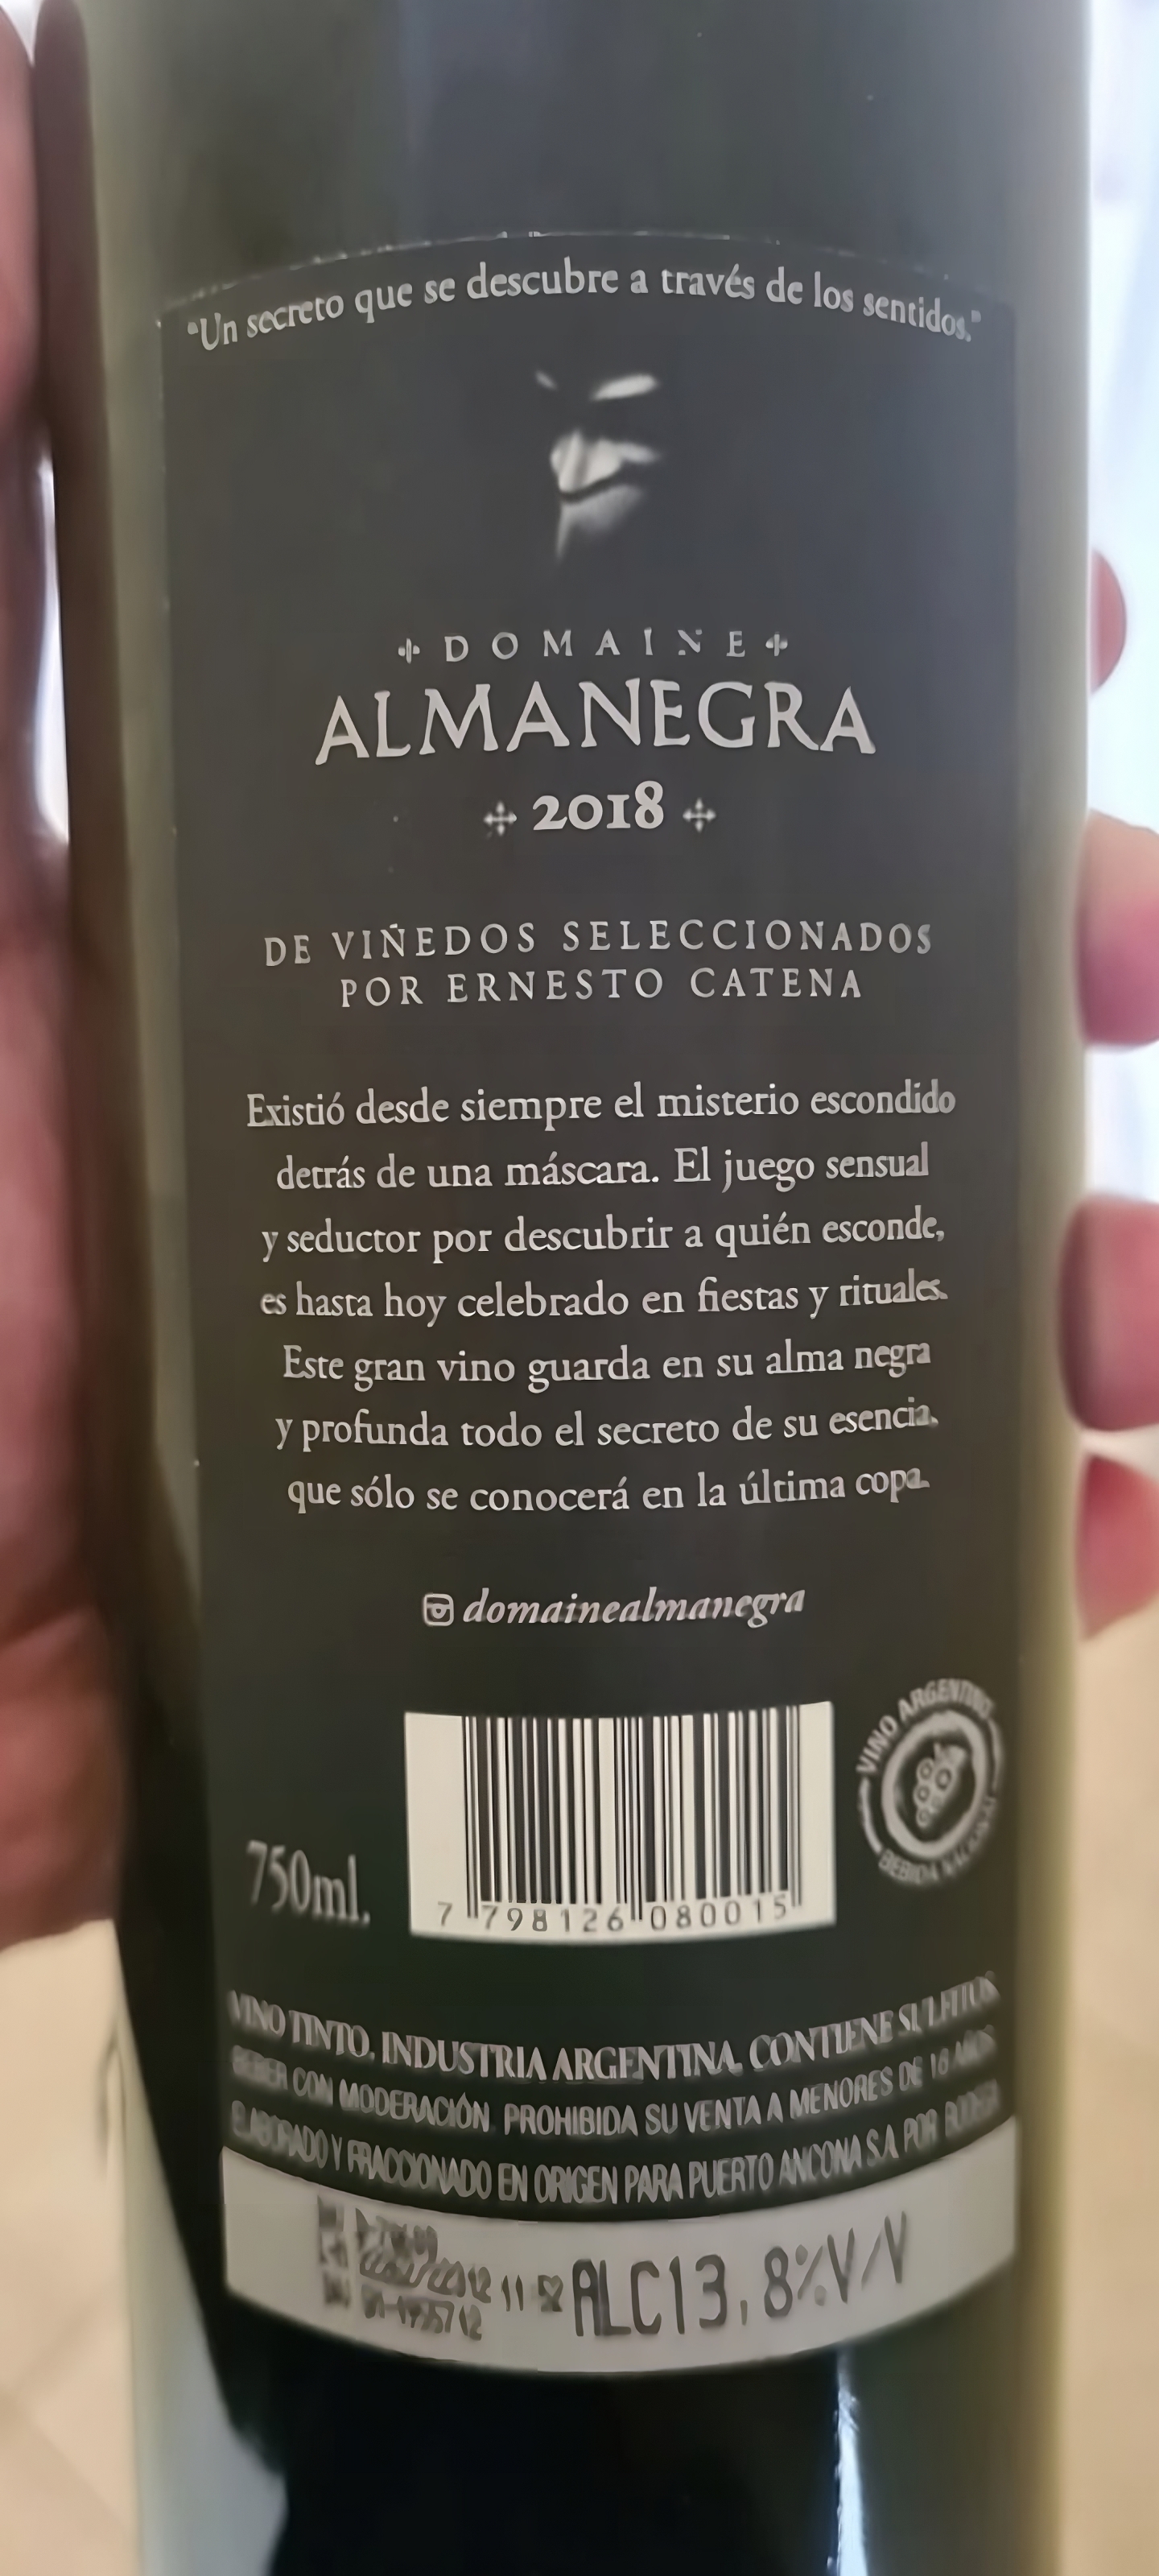 "Un secreto que se descubre a través de los sentidos."
DOMAINE
ALMANEGRA
2018
DE VIÑEDOS SELECCIONADOS
POR ERNESTO CATENA
Existió desde siempre el misterio escondido
detrás de una máscara. El juego sensual
y seductor por descubrir a quién esconde,
es hasta hoy celebrado en fiestas y rituales.
Este gran vino guarda en su alma negra
y profunda todo el secreto de su esencia,
que sólo se conocerá en la última copa.
domainealmanegra
VINO ARGENTINO
BEBIDA NACIONAL
750ml.
7 798126 080015
VINO TINTO. INDUSTRIA ARGENTINA. CONTIENE SULFITOS
BEBER CON MODERACIÓN. PROHIBIDA SU VENTA A MENORES DE 18 AÑOS
ELABORADO Y FRACCIONADO EN ORIGEN PARA PUERTO ANCONA S.A. POR BODEGA
ALC13,8%V/V